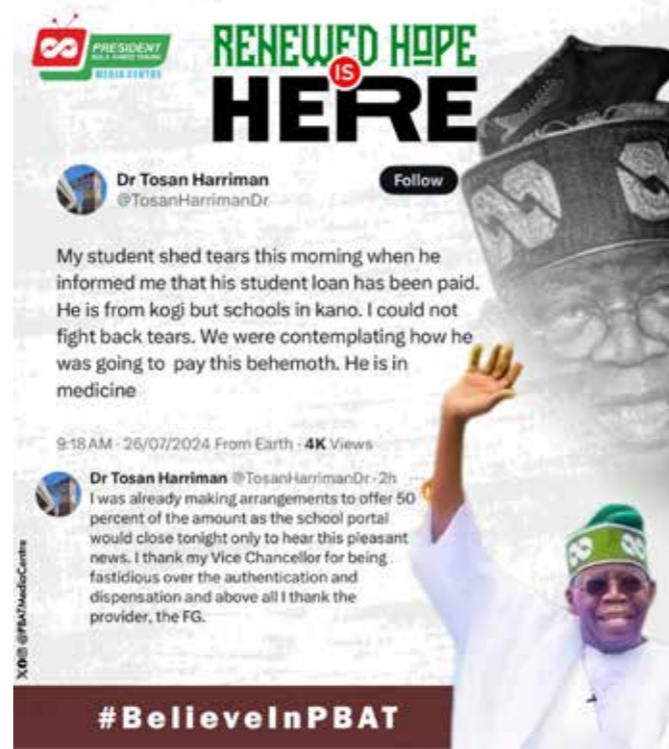 PRESIDENT
BOLA AHMED TINUBU
MEDIA CENTRE
RENEWED HOPE
IS
HERE
Dr Tosan Harriman
@TosanHarrimanDr
Follow
My student shed tears this morning when he
informed me that his student loan has been paid.
He is from kogi but schools in kano. I could not
fight back tears. We were contemplating how he
was going to pay this behemoth. He is in
medicine
9:18 AM · 26/07/2024 From Earth · 4K Views
Dr Tosan Harriman @TosanHarrimanDr · 2h ...
I was already making arrangements to offer 50
percent of the amount as the school portal
would close tonight only to hear this pleasant
news. I thank my Vice Chancellor for being
fastidious over the authentication and
dispensation and above all I thank the
provider, the FG.
@PBATMediaCentre
#BelieveInPBAT